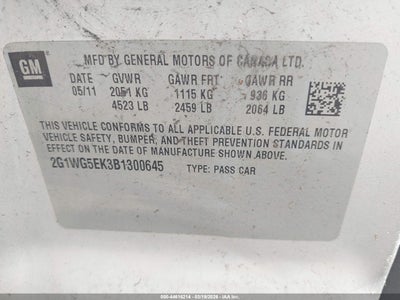 GM
MFD BY GENERAL MOTORS OF CANADA LTD.
DATE GVWR GAWR FRT GAWR RR
05/11 2051 KG 1115 KG 936 KG
4523 LB 2459 LB 2064 LB
THIS VEHICLE CONFORMS TO ALL APPLICABLE U.S. FEDERAL MOTOR
VEHICLE SAFETY, BUMPER, AND THEFT PREVENTION STANDARDS
IN EFFECT ON THE DATE OF MANUFACTURE SHOWN ABOVE.
2G1WG5EK3B1300645 TYPE: PASS CAR